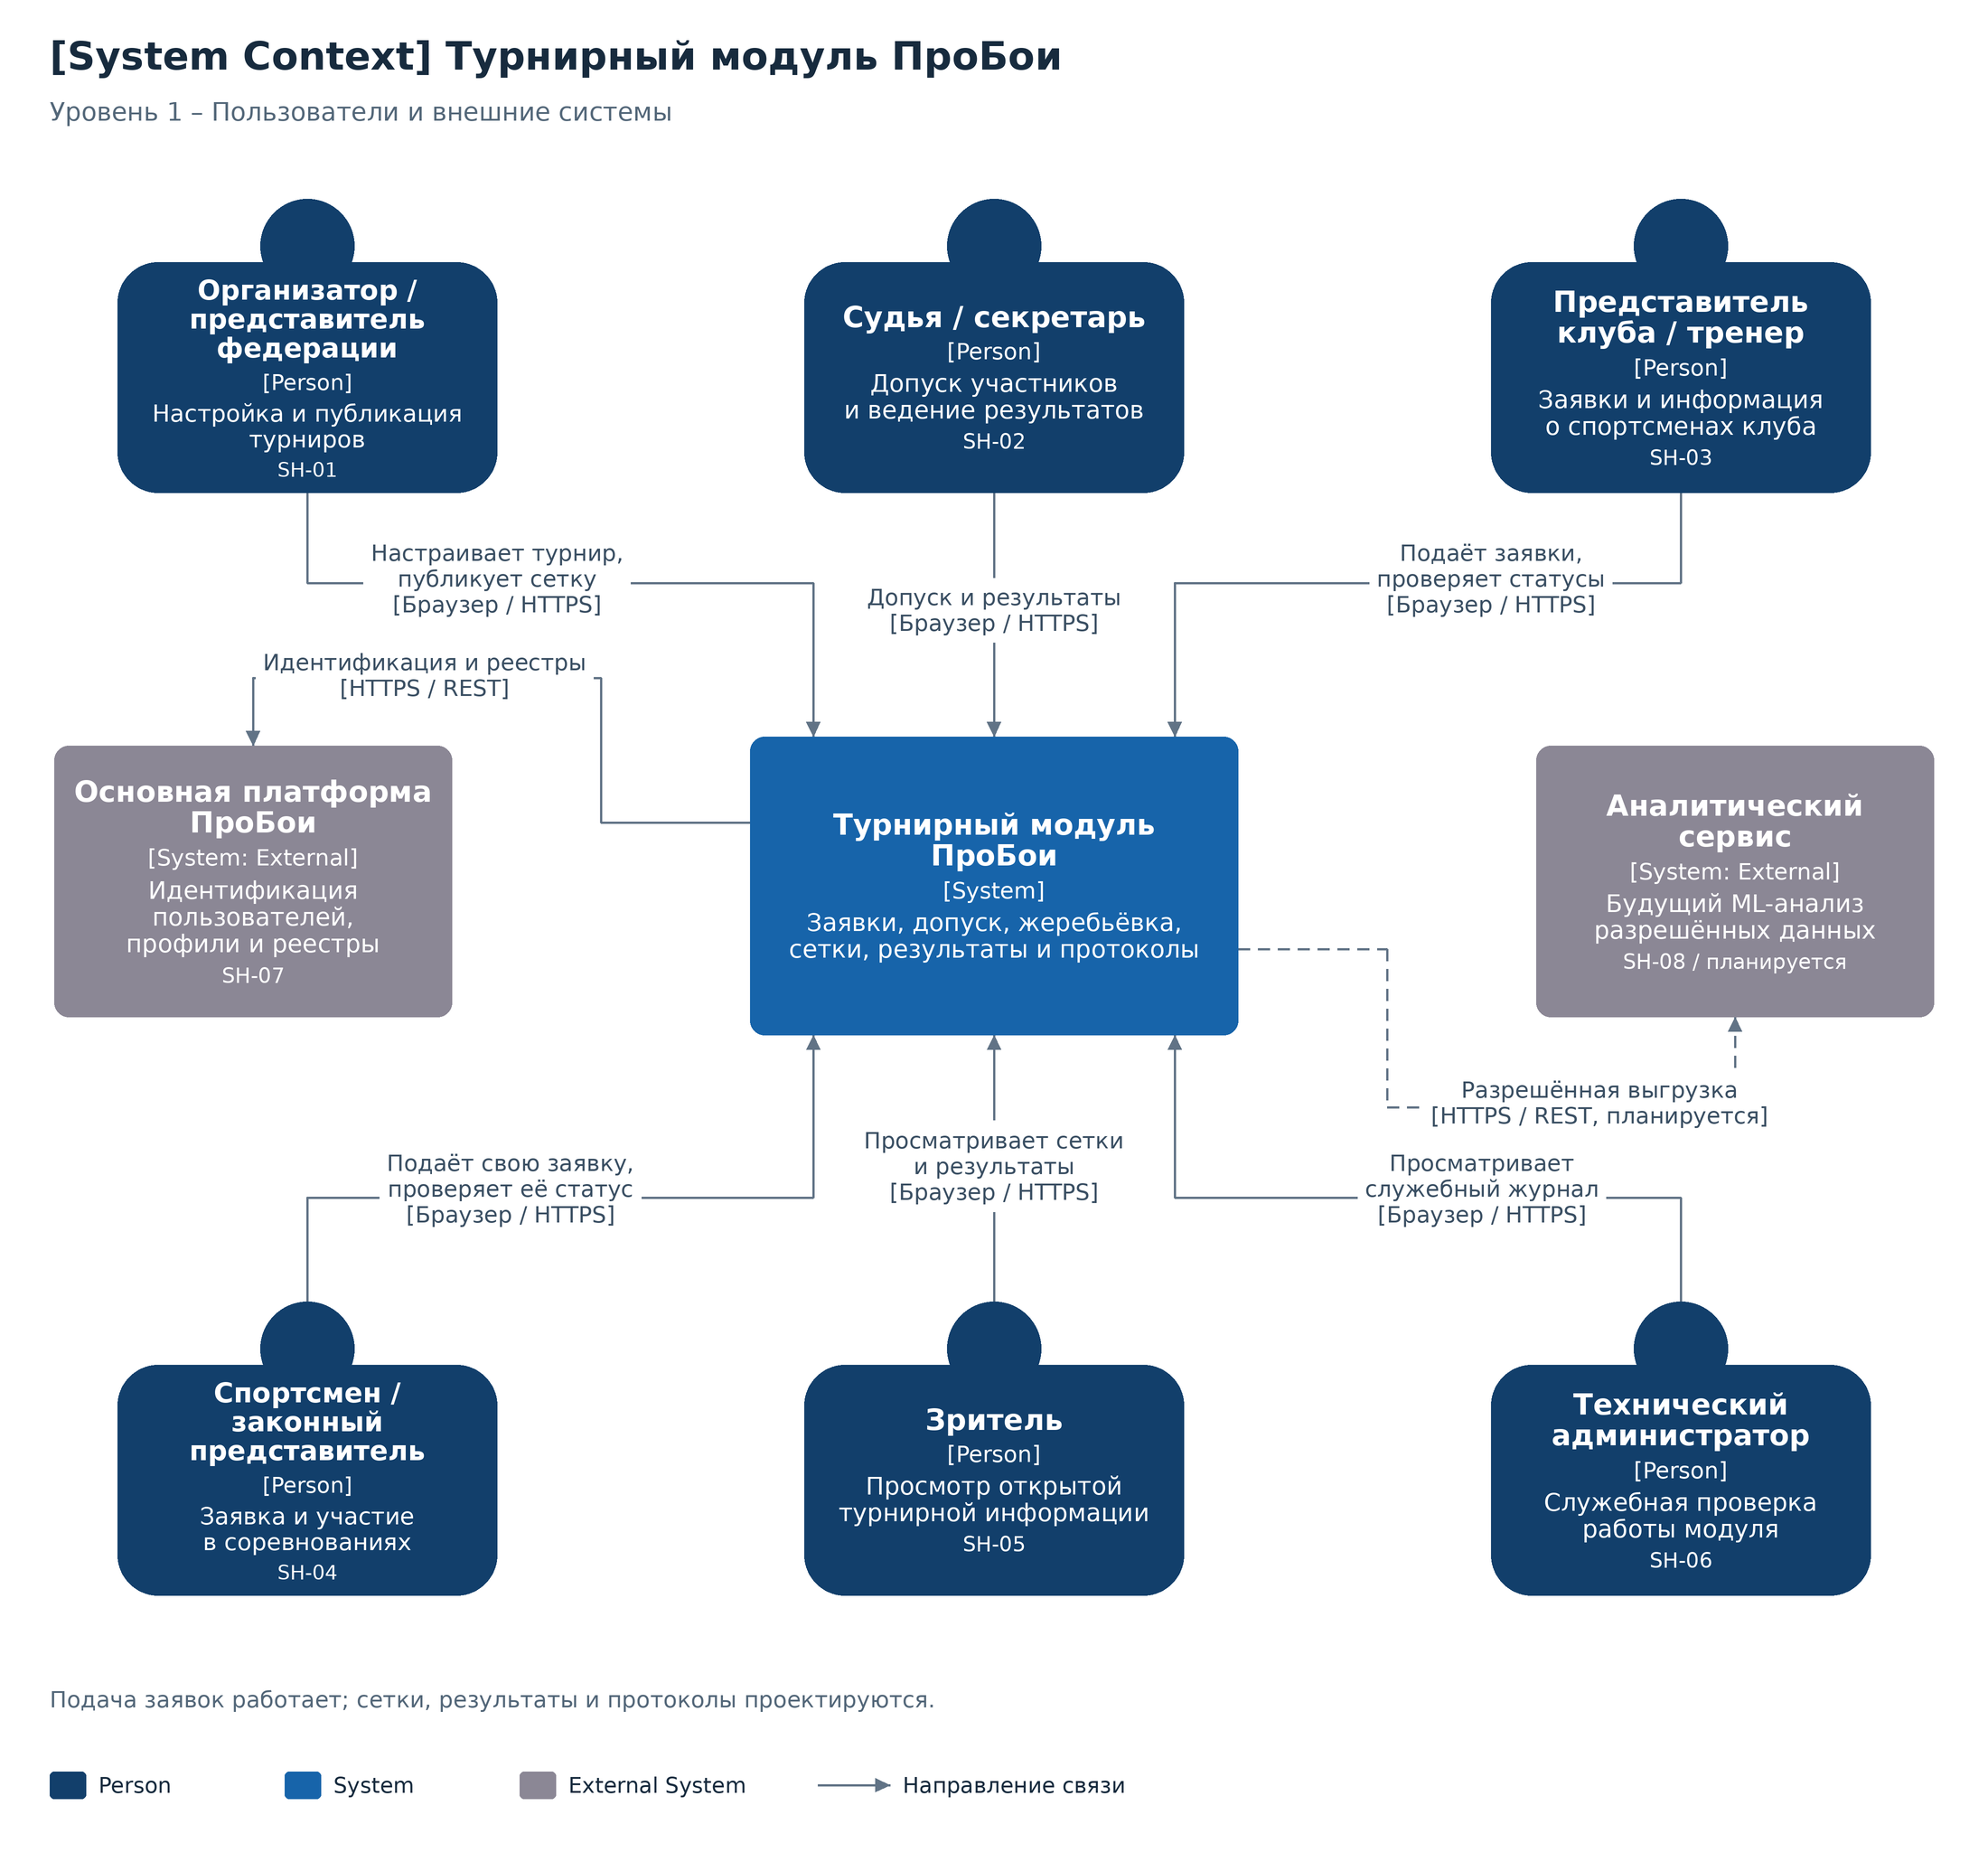 [System Context] Турнирный модуль ПроБои
Уровень 1 – Пользователи и внешние системы
Организатор /
представитель
федерации
[Person]
Настройка и публикация
турниров
SH-01
Судья / секретарь
[Person]
Допуск участников
и ведение результатов
SH-02
Представитель
клуба / тренер
[Person]
Заявки и информация
о спортсменах клуба
SH-03
Настраивает турнир,
публикует сетку
[Браузер / HTTPS]
Допуск и результаты
[Браузер / HTTPS]
Подаёт заявки,
проверяет статусы
[Браузер / HTTPS]
Идентификация и реестры
[HTTPS / REST]
Основная платформа
ПроБои
[System: External]
Идентификация
пользователей,
профили и реестры
SH-07
Турнирный модуль
ПроБои
[System]
Заявки, допуск, жеребьёвка,
сетки, результаты и протоколы
Аналитический
сервис
[System: External]
Будущий ML-анализ
разрешённых данных
SH-08 / планируется
Разрешённая выгрузка
[HTTPS / REST, планируется]
Подаёт свою заявку,
проверяет её статус
[Браузер / HTTPS]
Просматривает сетки
и результаты
[Браузер / HTTPS]
Просматривает
служебный журнал
[Браузер / HTTPS]
Спортсмен /
законный
представитель
[Person]
Заявка и участие
в соревнованиях
SH-04
Зритель
[Person]
Просмотр открытой
турнирной информации
SH-05
Технический
администратор
[Person]
Служебная проверка
работы модуля
SH-06
Подача заявок работает; сетки, результаты и протоколы проектируются.
Person
System
External System
Направление связи